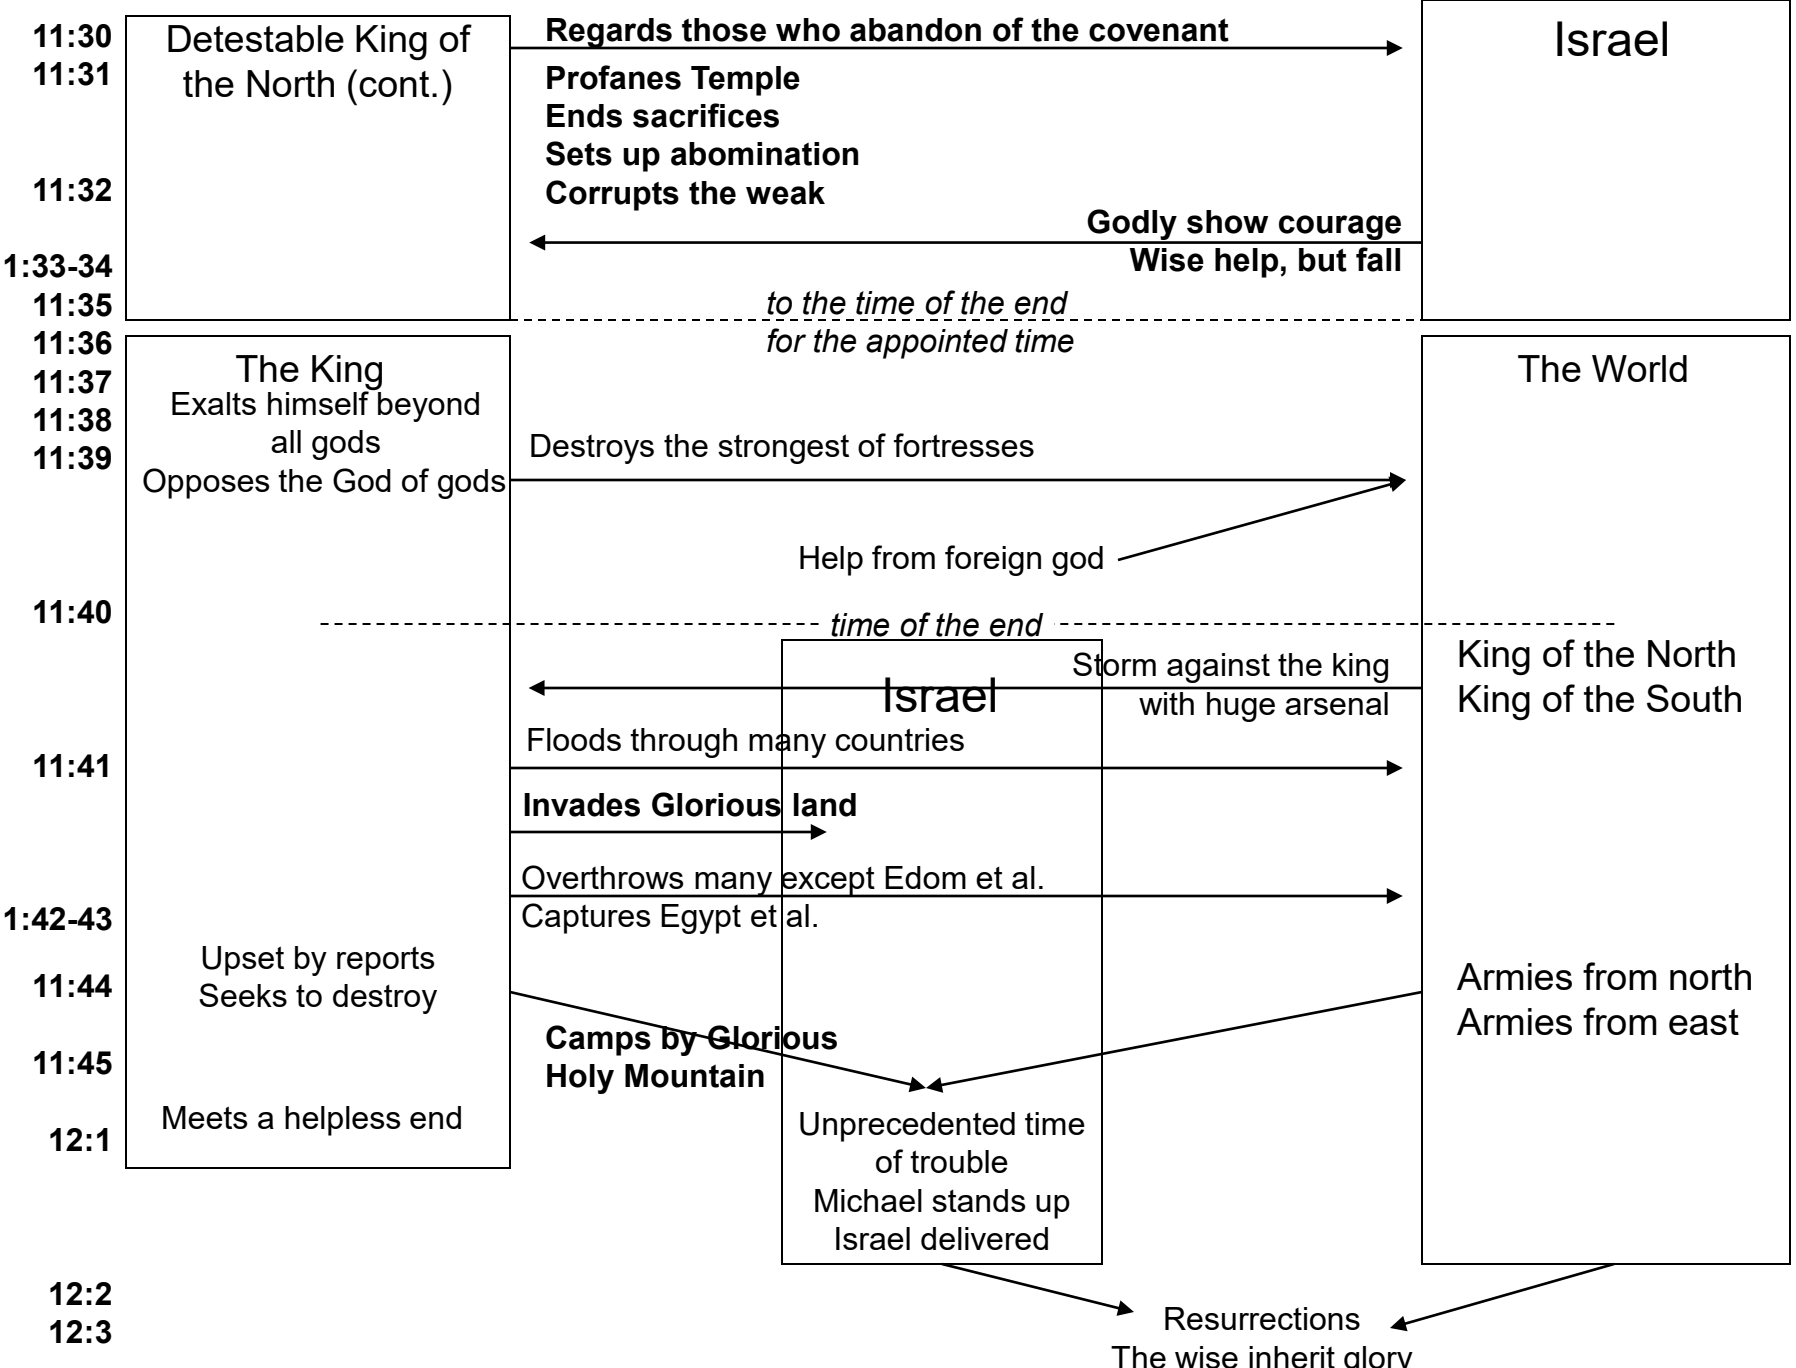 11:30
Detestable King of
the North (cont.)
Regards those who abandon of the covenant
Israel
11:31
Profanes Temple
Ends sacrifices
Sets up abomination
11:32
Corrupts the weak
Godly show courage
1:33-34
Wise help, but fall
11:35
to the time of the end
11:36
for the appointed time
The King
The World
11:37
Exalts himself beyond
11:38
all gods
11:39
Opposes the God of gods
Destroys the strongest of fortresses
Help from foreign god
11:40
time of the end
Israel
Storm against the king
with huge arsenal
King of the North
King of the South
Floods through many countries
11:41
Invades Glorious land
Overthrows many except Edom et al.
1:42-43
Captures Egypt et al.
Upset by reports
11:44
Seeks to destroy
Armies from north
Armies from east
Camps by Glorious
11:45
Holy Mountain
Meets a helpless end
12:1
Unprecedented time
of trouble
Michael stands up
Israel delivered
12:2
Resurrections
12:3
The wise inherit glory